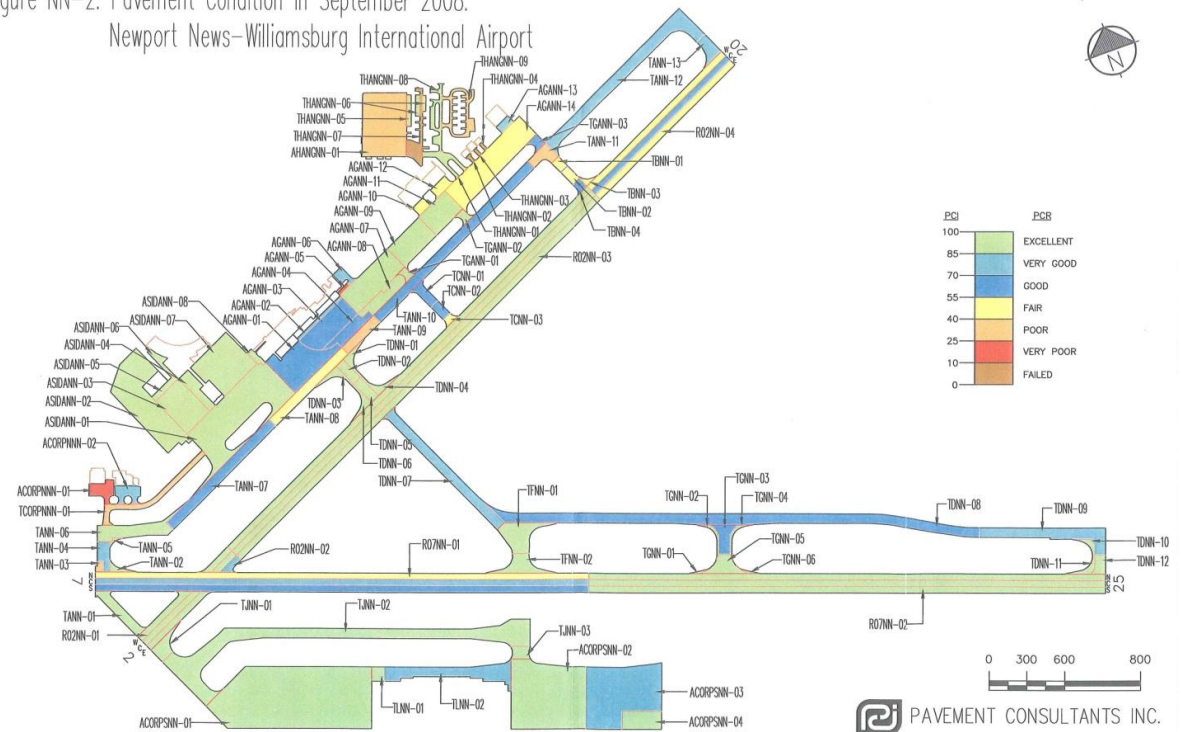 igure NN-2. Pavement Condition in September 2008.
Newport News-Williamsburg International Airport
N
20
W
C
E
THANGNN-09
THANGNN-08
THANGNN-04
THANGNN-06
AGANN-13
THANGNN-05
AGANN-14
THANGNN-07
AHANGNN-01
TANN-13
TANN-12
TGANN-03
TANN-11
R02NN-04
TBNN-01
AGANN-12
AGANN-11
AGANN-10
AGANN-09
AGANN-07
AGANN-08
THANGNN-03
THANGNN-02
THANGNN-01
TGANN-02
TBNN-03
TBNN-02
TBNN-04
R02NN-03
AGANN-06
AGANN-05
AGANN-04
AGANN-03
AGANN-02
AGANN-01
TGANN-01
TCNN-01
TCNN-02
TCNN-03
TANN-10
TANN-09
ASIDANN-08
ASIDANN-07
ASIDANN-06
ASIDANN-04
ASIDANN-05
ASIDANN-03
ASIDANN-02
ASIDANN-01
TDNN-01
TDNN-02
TDNN-04
TDNN-03
TANN-08
TDNN-05
TDNN-06
TDNN-07
PCI
PCR
100
85
70
55
40
25
10
0
EXCELLENT
VERY GOOD
GOOD
FAIR
POOR
VERY POOR
FAILED
ACORPNNN-02
ACORPNNN-01
TCORPNNN-01
TANN-07
TANN-06
TANN-05
TANN-04
TANN-03
TANN-02
R02NN-02
R07NN-01
TFNN-01
TFNN-02
TGNN-02
TGNN-03
TGNN-04
TGNN-01
TGNN-05
TGNN-06
TDNN-08
TDNN-09
TDNN-10
TDNN-11
TDNN-12
7
N
C
S
25
R07NN-02
TANN-01
R02NN-01
W
C
E
2
TJNN-01
TJNN-02
TJNN-03
ACORPSNN-02
ACORPSNN-01
TLNN-01
TLNN-02
ACORPSNN-03
ACORPSNN-04
0 300 600 800
PAVEMENT CONSULTANTS INC.